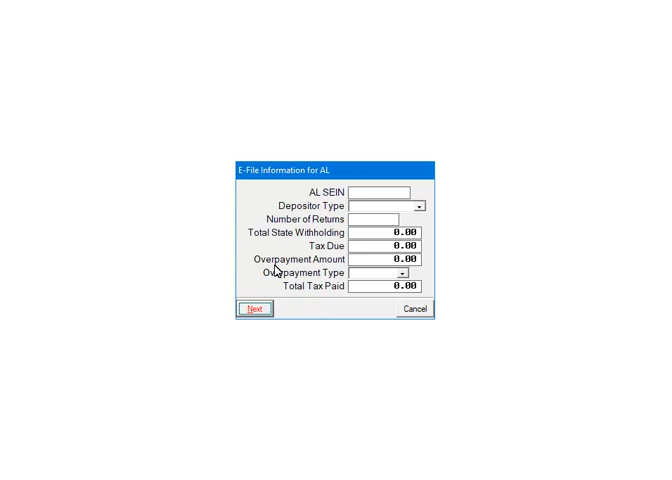 E-File Information for AL
AL SEIN
Depositor Type
Number of Returns
Total State Withholding 0.00
Tax Due 0.00
Overpayment Amount 0.00
Overpayment Type
Total Tax Paid 0.00
Next Cancel